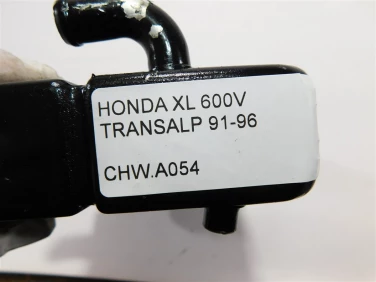 HONDA XL 600V
TRANSALP 91-96
CHW.A054